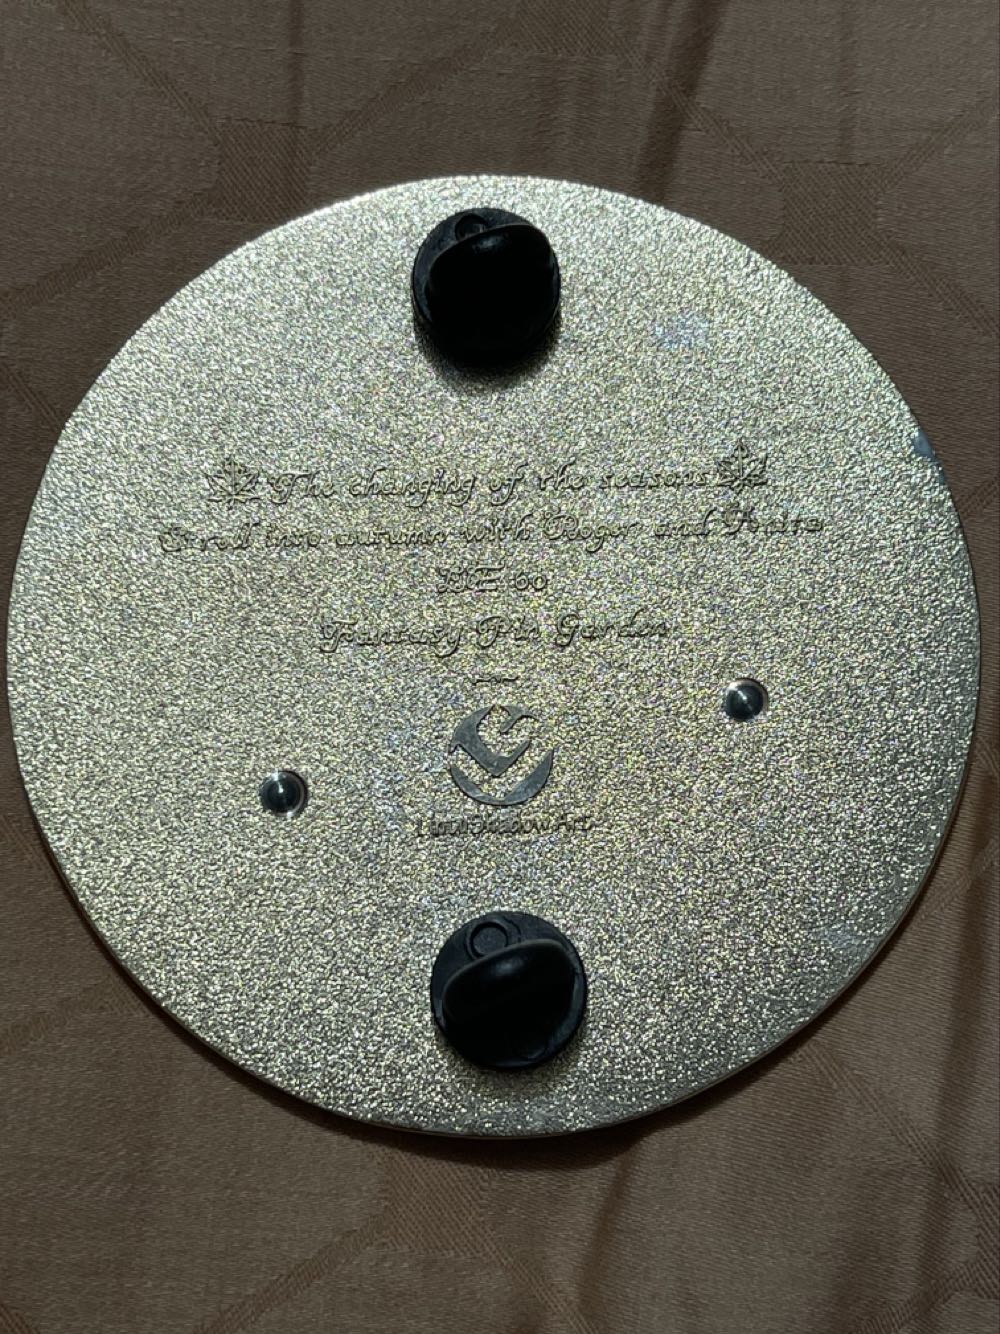 The changing of the seasons
Stroll into autumn with Roger and Anita
LE 60
Fantasy Pin Garden